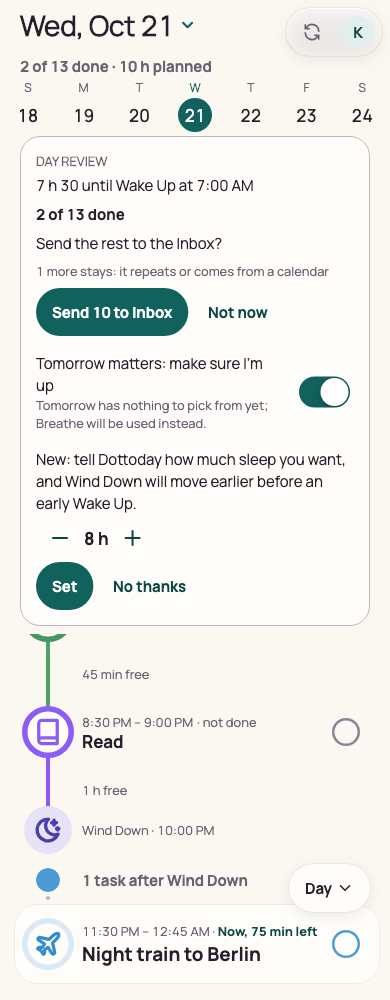 Wed, Oct 21
K
2 of 13 done · 10 h planned
S M T W T F S
18 19 20 21 22 23 24
DAY REVIEW
7 h 30 until Wake Up at 7:00 AM
2 of 13 done
Send the rest to the Inbox?
1 more stays: it repeats or comes from a calendar
Send 10 to Inbox Not now
Tomorrow matters: make sure I'm
up
Tomorrow has nothing to pick from yet;
Breathe will be used instead.
New: tell Dottoday how much sleep you want,
and Wind Down will move earlier before an
early Wake Up.
8 h
Set No thanks
45 min free
8:30 PM – 9:00 PM · not done
Read
1 h free
Wind Down · 10:00 PM
1 task after Wind Down
Day
11:30 PM – 12:45 AM · Now, 75 min left
Night train to Berlin